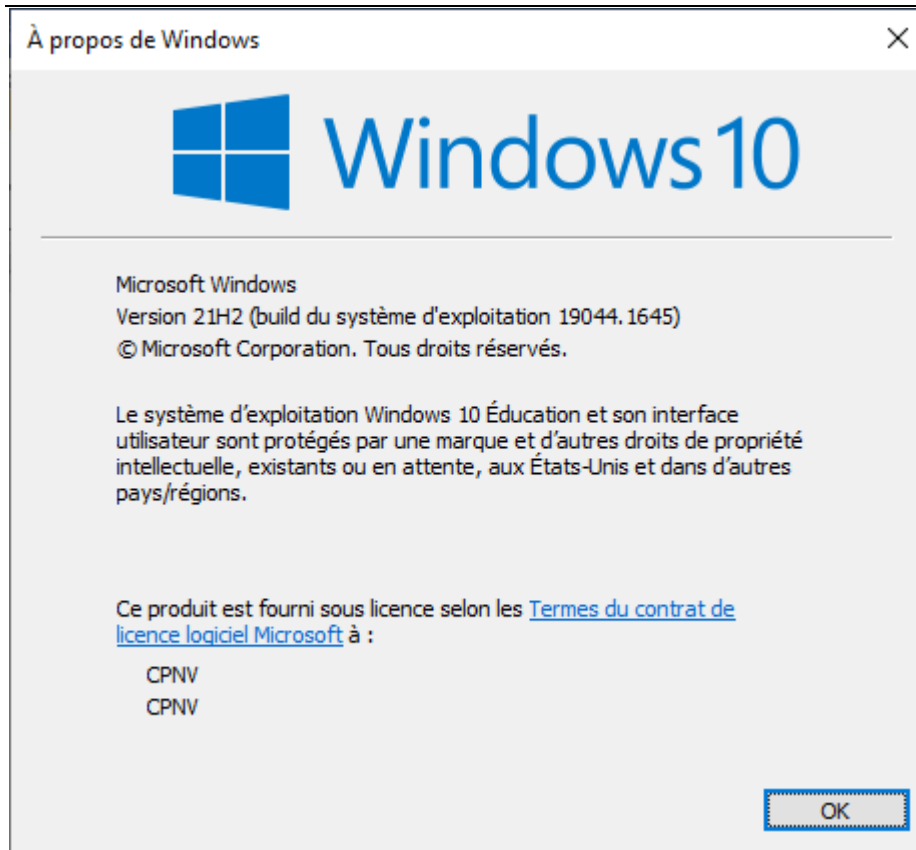 À propos de Windows
Windows 10
Microsoft Windows
Version 21H2 (build du système d'exploitation 19044.1645)
© Microsoft Corporation. Tous droits réservés.
Le système d’exploitation Windows 10 Éducation et son interface
utilisateur sont protégés par une marque et d’autres droits de propriété
intellectuelle, existants ou en attente, aux États-Unis et dans d’autres
pays/régions.
Ce produit est fourni sous licence selon les Termes du contrat de
licence logiciel Microsoft à :
CPNV
CPNV
OK